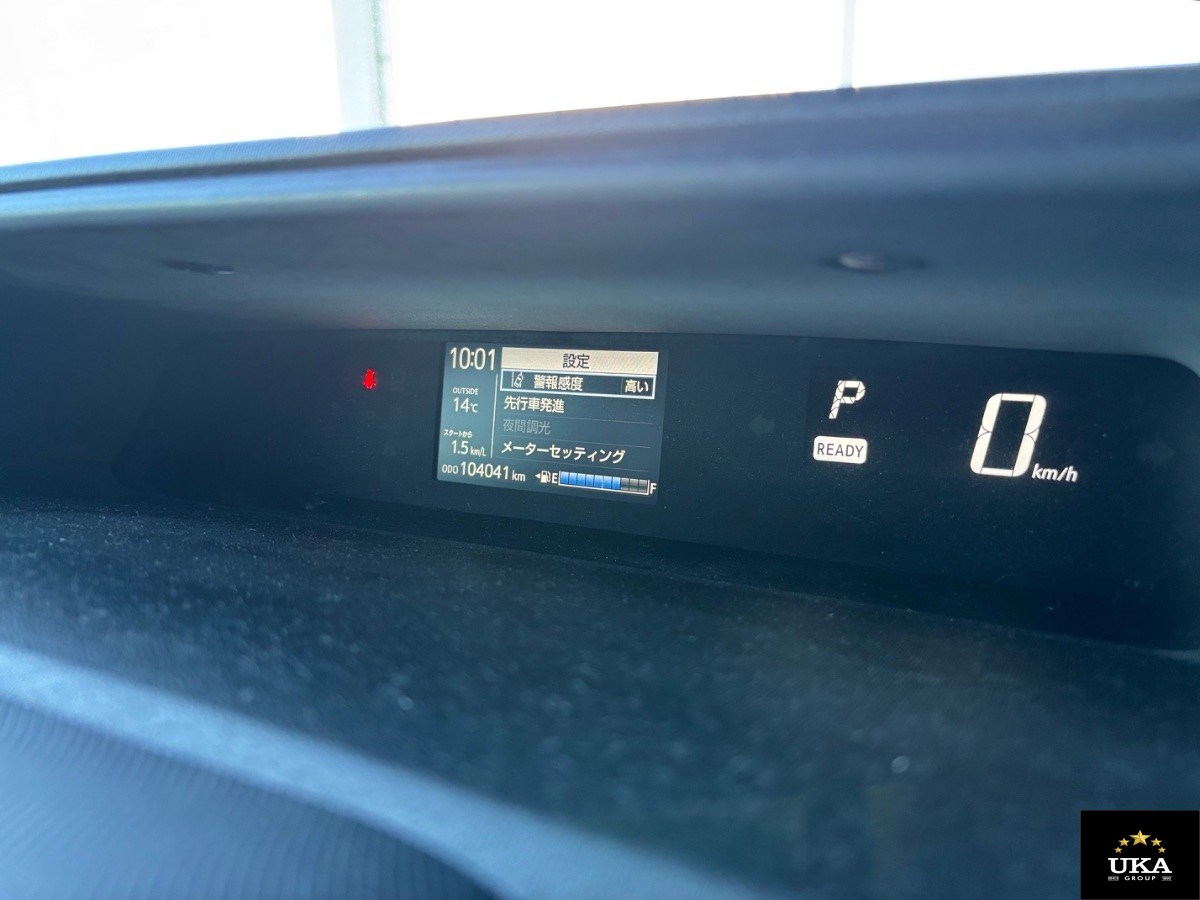 10:01
設定
警報感度 高い
OUTSIDE
14℃
先行車発進
夜間調光
スタートから
1.5 km/L
メーターセッティング
ODO 104041 km
E F
P
READY
0 km/h
UKA
GROUP